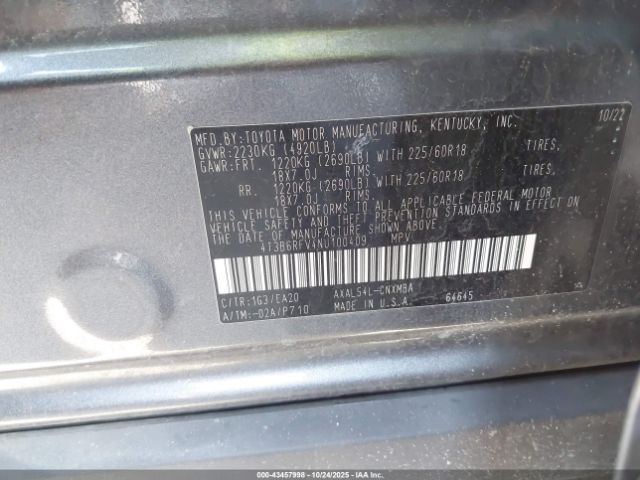 MFD.BY:TOYOTA MOTOR MANUFACTURING, KENTUCKY, INC. 10/22
GVWR:2230KG (4920LB)
GAWR:FRT. 1220KG (2690LB) WITH 225/60R18 TIRES,
18X7.0J RIMS.
RR. 1220KG (2690LB) WITH 225/60R18 TIRES,
18X7.0J RIMS.
THIS VEHICLE CONFORMS TO ALL APPLICABLE FEDERAL MOTOR
VEHICLE SAFETY AND THEFT PREVENTION STANDARDS IN EFFECT ON
THE DATE OF MANUFACTURE SHOWN ABOVE.
4T3B6RFV4NU100409 MPV
C/TR:1G3/EA20 AXAL54L-CNXMBA
A/TM:-02A/P710 MADE IN U.S.A. 64645
000-43457998 - 10/24/2025 - IAAI.com